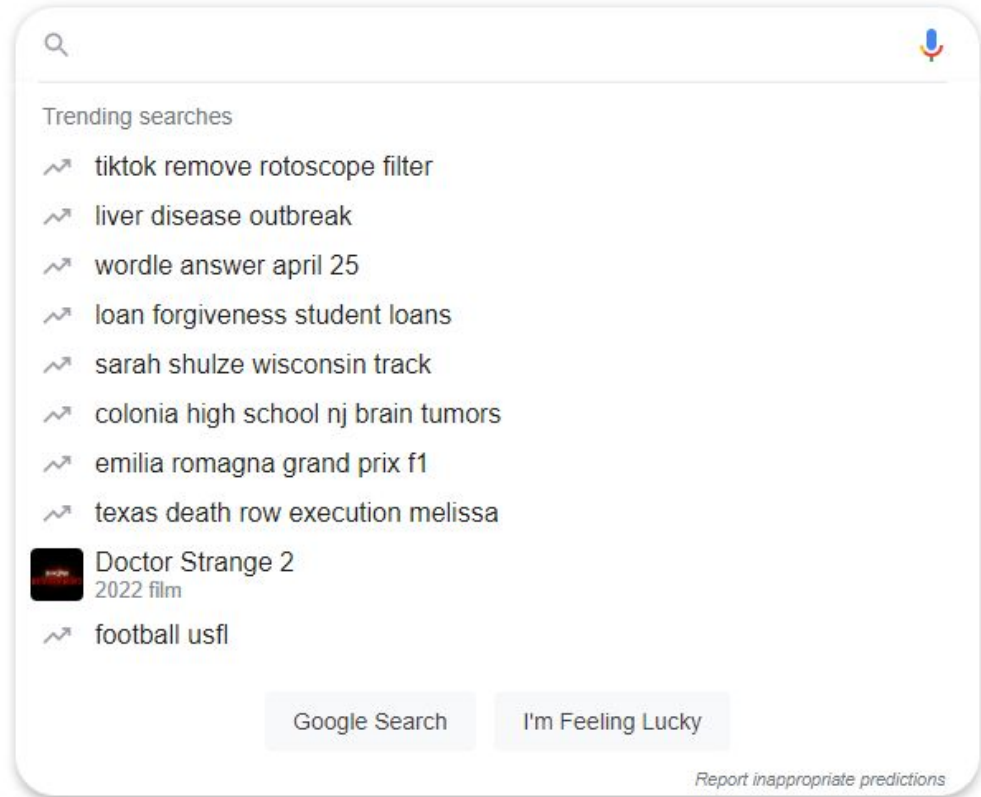 Trending searches
tiktok remove rotoscope filter
liver disease outbreak
wordle answer april 25
loan forgiveness student loans
sarah shulze wisconsin track
colonia high school nj brain tumors
emilia romagna grand prix f1
texas death row execution melissa
Doctor Strange 2
2022 film
football usfl
Google Search I'm Feeling Lucky
Report inappropriate predictions